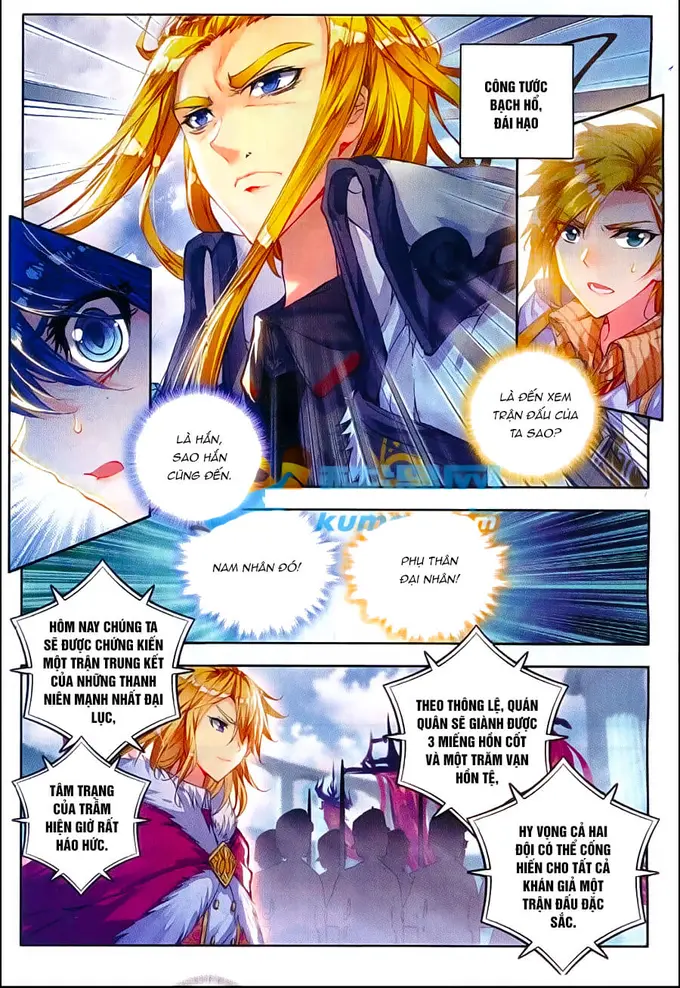 CÔNG TƯỚC
BẠCH HỔ,
ĐÁI HẠO
LÀ ĐẾN XEM
TRẬN ĐẤU CỦA
TA SAO?
LÀ HẮN,
SAO HẮN
CŨNG ĐẾN.
NAM NHÂN ĐÓ!
PHỤ THÂN
ĐẠI NHÂN!
HÔM NAY CHÚNG TA
SẼ ĐƯỢC CHỨNG KIẾN
MỘT TRẬN TRUNG KẾT
CỦA NHỮNG THANH
NIÊN MẠNH NHẤT ĐẠI
LỤC,
TÂM TRẠNG
CỦA TRẪM
HIỆN GIỜ RẤT
HÁO HỨC.
THEO THÔNG LỆ, QUÁN
QUÂN SẼ GIÀNH ĐƯỢC
3 MIẾNG HỒN CỐT
VÀ MỘT TRĂM VẠN
HỒN TỆ,
HY VỌNG CẢ HAI
ĐỘI CÓ THỂ CỐNG
HIẾN CHO TẤT CẢ
KHÁN GIẢ MỘT
TRẬN ĐẤU ĐẶC
SẮC.